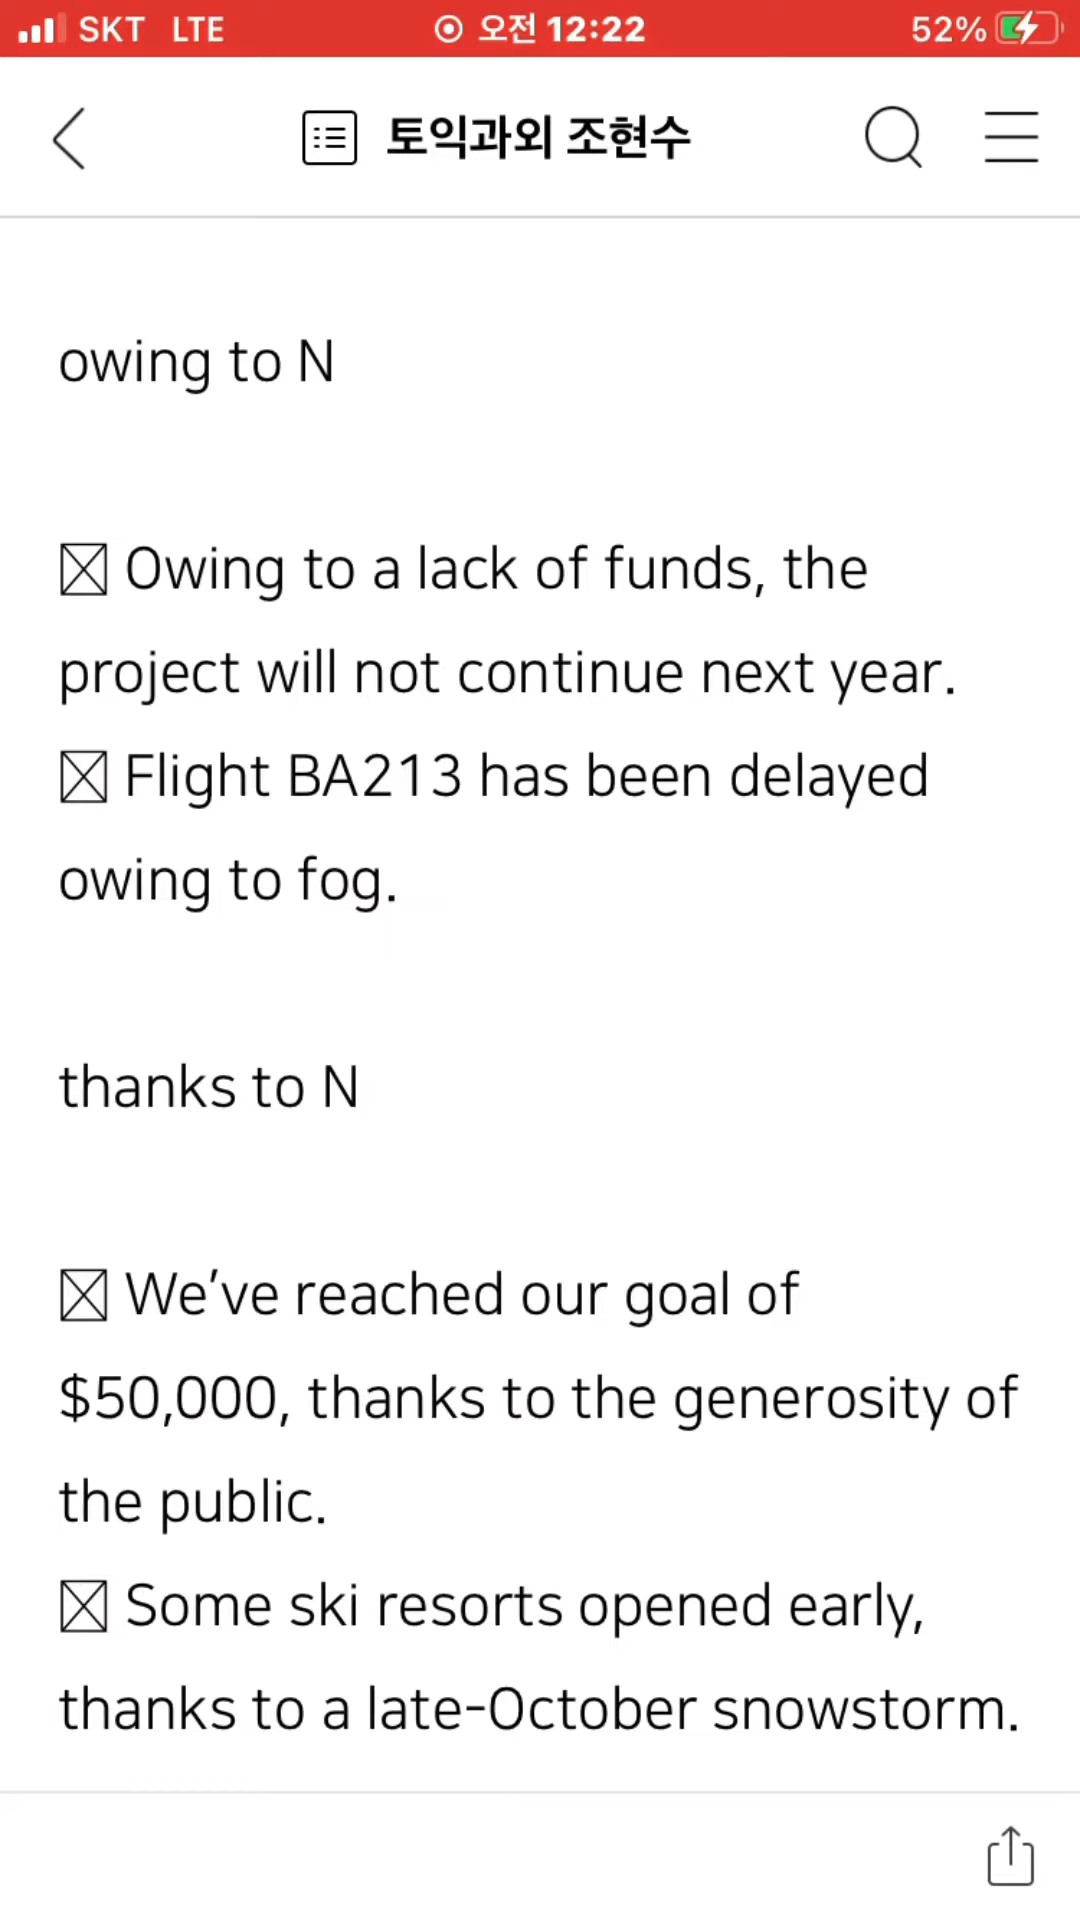 SKT LTE 오전 12:22 52%
토익과외 조현수
owing to N
☒ Owing to a lack of funds, the
project will not continue next year.
☒ Flight BA213 has been delayed
owing to fog.
thanks to N
☒ We’ve reached our goal of
$50,000, thanks to the generosity of
the public.
☒ Some ski resorts opened early,
thanks to a late-October snowstorm.